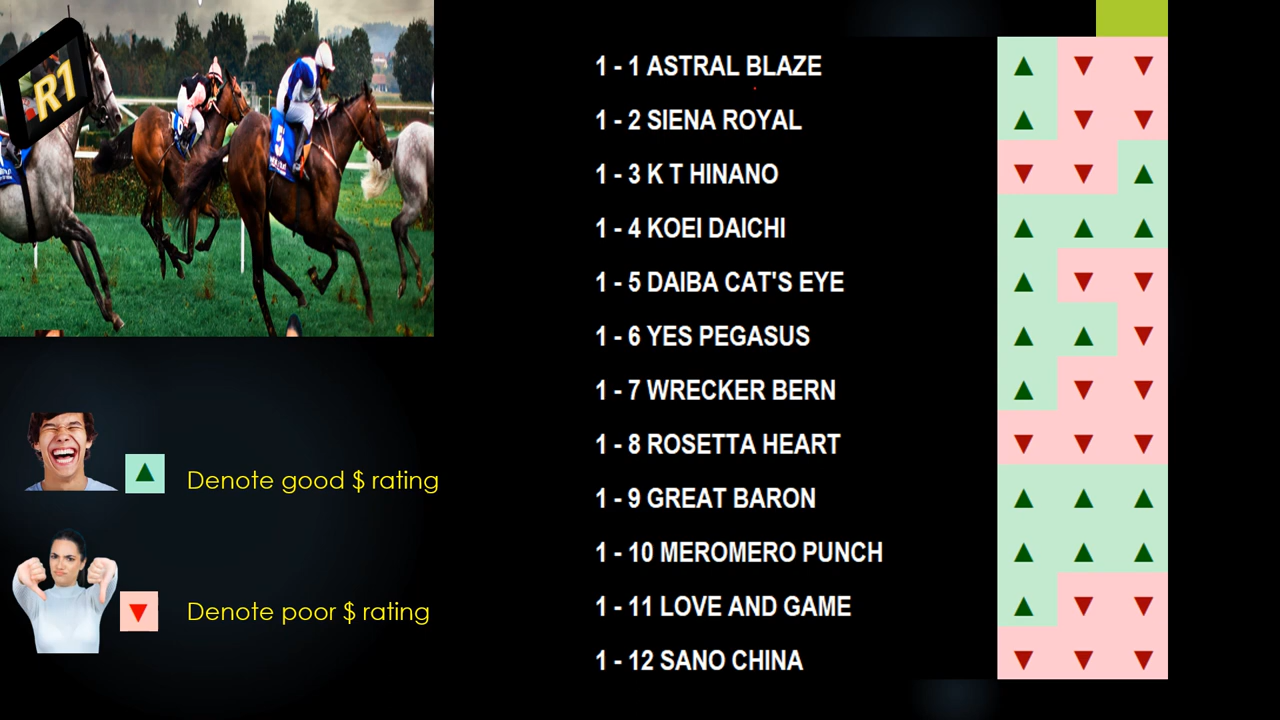 R1
5
1 - 1 ASTRAL BLAZE ▲ ▼ ▼
1 - 2 SIENA ROYAL ▲ ▼ ▼
1 - 3 K T HINANO ▼ ▼ ▲
1 - 4 KOEI DAICHI ▲ ▲ ▲
1 - 5 DAIBA CAT'S EYE ▲ ▼ ▼
1 - 6 YES PEGASUS ▲ ▲ ▼
1 - 7 WRECKER BERN ▲ ▼ ▼
1 - 8 ROSETTA HEART ▼ ▼ ▼
1 - 9 GREAT BARON ▲ ▲ ▲
1 - 10 MEROMERO PUNCH ▲ ▲ ▲
1 - 11 LOVE AND GAME ▲ ▼ ▼
1 - 12 SANO CHINA ▼ ▼ ▼
▲ Denote good $ rating
▼ Denote poor $ rating